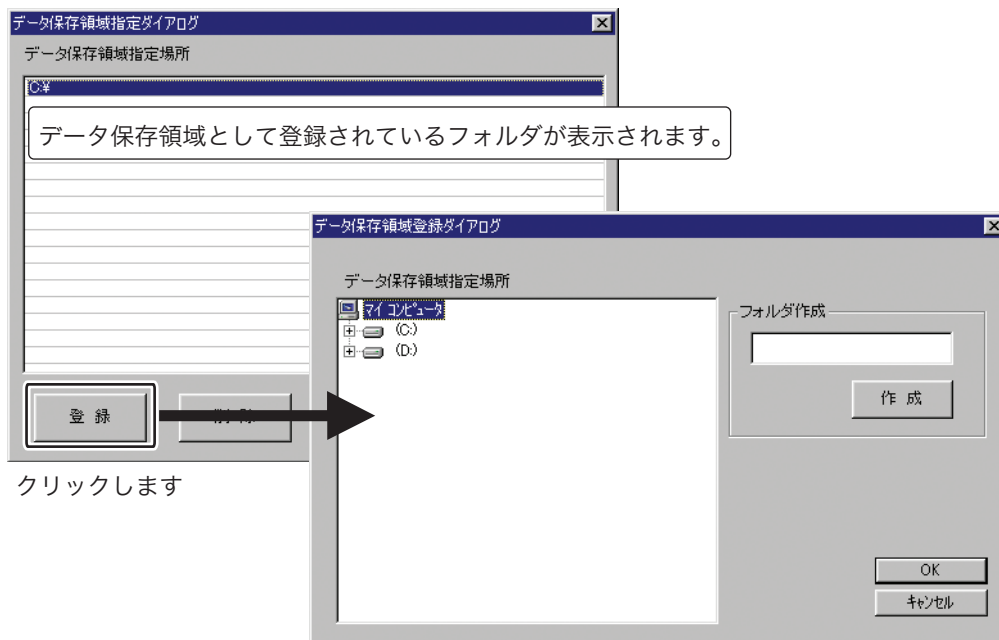 データ保存領域指定ダイアログ
データ保存領域指定場所
C:¥
データ保存領域として登録されているフォルダが表示されます。
データ保存領域登録ダイアログ
データ保存領域指定場所
マイ コンピュータ
(C:)
(D:)
フォルダ作成
作 成
登 録
クリックします
OK
キャンセル